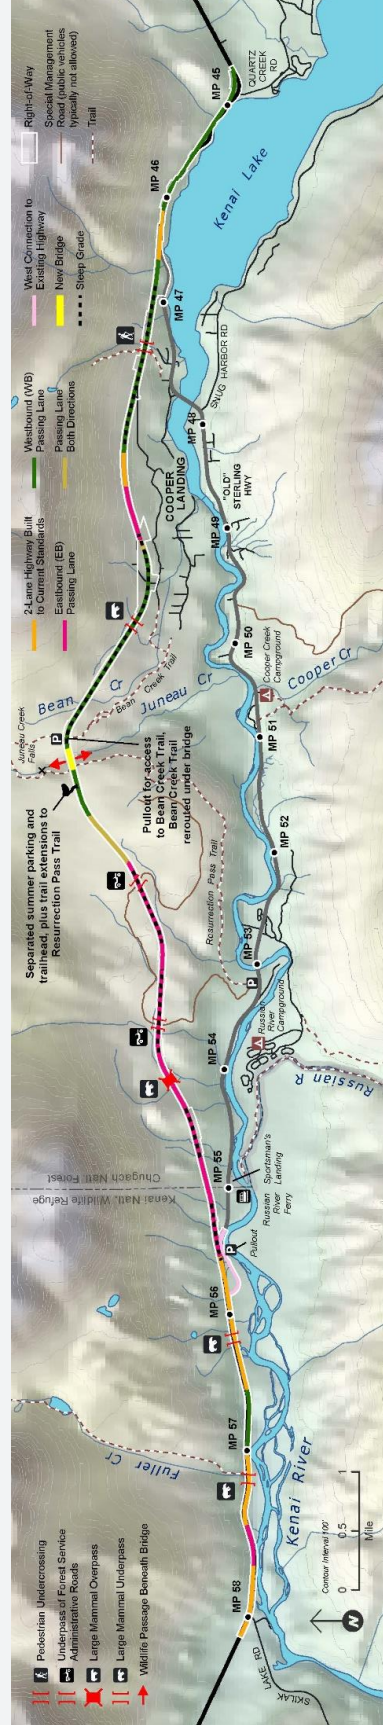 Pedestrian Undercrossing
Underpass of Forest Service
Administrative Roads
Large Mammal Overpass
Large Mammal Underpass
Wildlife Passage Beneath Bridge
2-Lane Highway Built
to Current Standards
Eastbound (EB)
Passing Lane
Westbound (WB)
Passing Lane
Passing Lane
Both Directions
West Connection to
Existing Highway
New Bridge
Steep Grade
Right-of-Way
Special Management
Road (public vehicles
typically not allowed)
Trail
Separated summer parking and
trailhead, plus trail extensions to
Resurrection Pass Trail
Pullout for access
to Bean Creek Trail,
Bean Creek Trail
rerouted under bridge
Juneau Creek
Falls
Bean Cr
Bean Creek Trail
Juneau Cr
Resurrection Pass Trail
Fuller Cr
Kenai Natl. Wildlife Refuge
Chugach Natl. Forest
COOPER
LANDING
Kenai Lake
QUARTZ
CREEK
RD
SNUG HARBOR RD
"OLD"
STERLING
HWY
Cooper Cr
Cooper Creek
Campground
Russian
River
Campground
Russian R
Sportsman's
Landing
Russian
River
Ferry
Pullout
Kenai River
SKILAK
LAKE RD
MP 58
MP 57
MP 56
MP 55
MP 54
MP 53
MP 52
MP 51
MP 50
MP 49
MP 48
MP 47
MP 46
MP 45
P
P
P
N
Contour Interval 100'
0 0.5 1
Mile